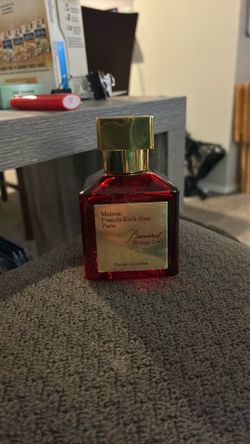 Maison
Francis Kurkdjian
Paris
Baccarat
Rouge 540
Extrait de parfum